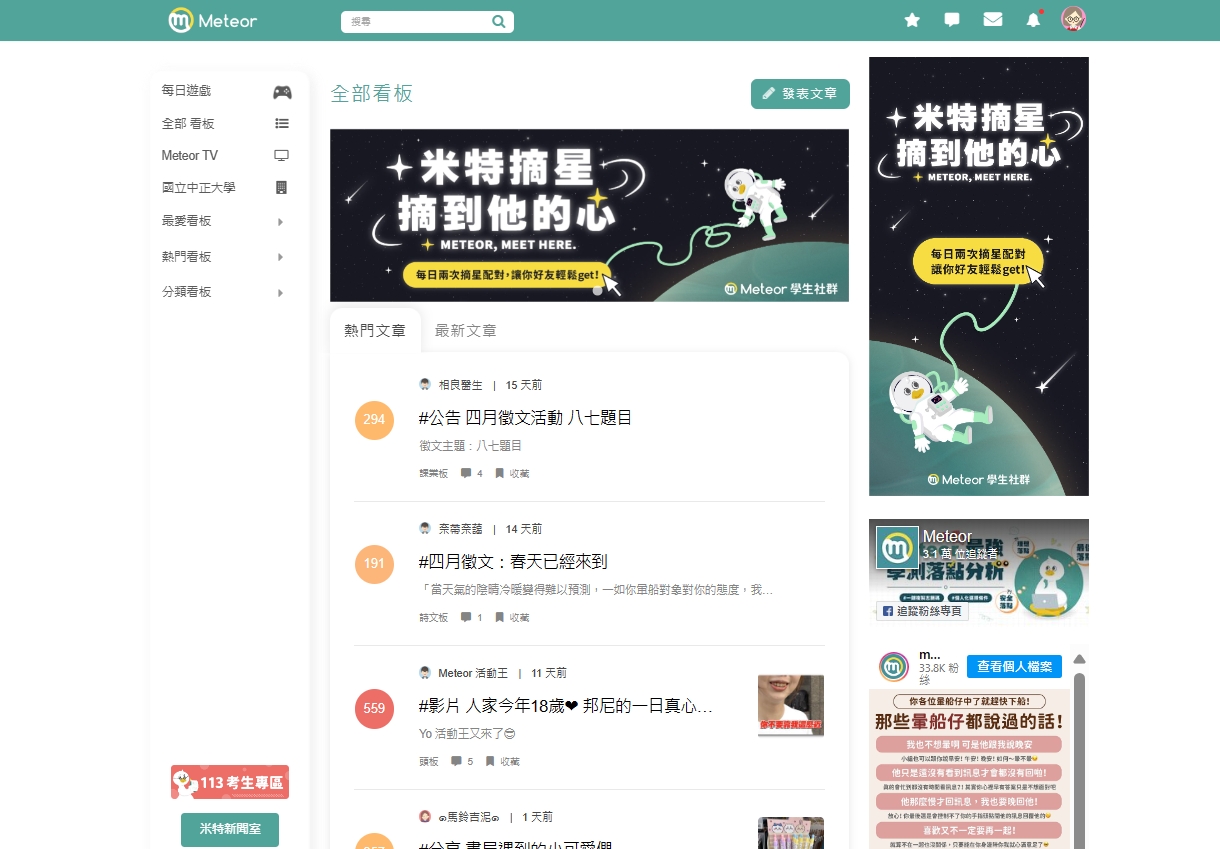 Meteor
搜尋
每日遊戲
全部 看板
Meteor TV
國立中正大學
最愛看板
熱門看板
分類看板
113 考生專區
米特新聞室
全部看板
發表文章
米特摘星
摘到他的心
METEOR, MEET HERE.
每日兩次摘星配對,讓你好友輕鬆get!
Meteor 學生社群
熱門文章
最新文章
相良醫生 | 15 天前
294
#公告 四月徵文活動 八七題目
徵文主題:八七題目
課業板 4 收藏
奈蒂奈藹 | 14 天前
191
#四月徵文:春天已經來到
「當天氣的陰晴冷暖變得難以預測,一如你暈船對象對你的態度,我…
詩文板 1 收藏
Meteor 活動王 | 11 天前
559
#影片 人家今年18歲❤ 邦尼的一日真心…
Yo 活動王又來了😎
頭板 5 收藏
๑馬鈴吉泥๑ | 1 天前
米特摘星
摘到他的心
METEOR, MEET HERE.
每日兩次摘星配對
讓你好友輕鬆get!
Meteor 學生社群
Meteor
3.1 萬 位追蹤者
學測落點分析
追蹤粉絲專頁
m...
33.8K 粉
絲
查看個人檔案
你各位暈船仔中了就趕快下船!
那些暈船仔都說過的話!
我也不想暈啊 可是他跟我說晚安
他只是還沒有看到訊息才會都沒有回啦!
他那麼慢才回訊息,我也要晚回他!
喜歡又不一定要再一起!